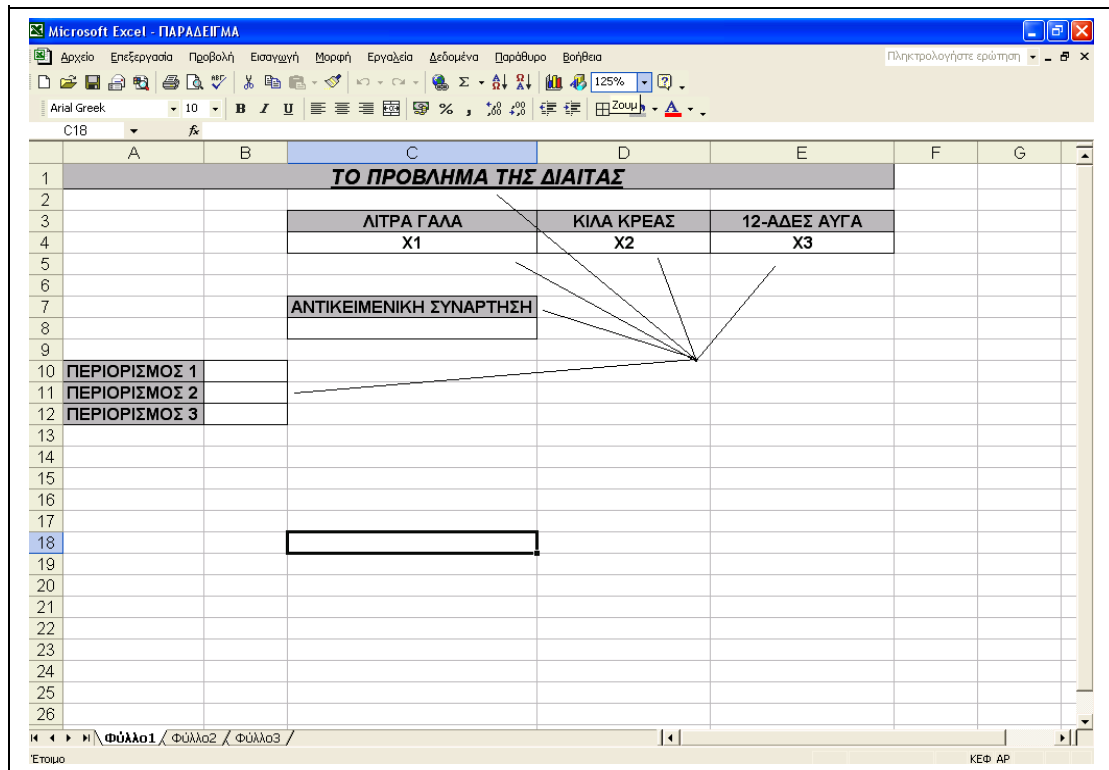 Microsoft Excel - ΠΑΡΑΔΕΙΓΜΑ
Αρχείο Επεξεργασία Προβολή Εισαγωγή Μορφή Εργαλεία Δεδομένα Παράθυρο Βοήθεια Πληκτρολογήστε ερώτηση
125%
Arial Greek 10 B I U % , Ζουμ A
C18 fx
A B C D E F G
1 ΤΟ ΠΡΟΒΛΗΜΑ ΤΗΣ ΔΙΑΙΤΑΣ
2
3 ΛΙΤΡΑ ΓΑΛΑ ΚΙΛΑ ΚΡΕΑΣ 12-ΑΔΕΣ ΑΥΓΑ
4 X1 X2 X3
5
6
7 ΑΝΤΙΚΕΙΜΕΝΙΚΗ ΣΥΝΑΡΤΗΣΗ
8
9
10 ΠΕΡΙΟΡΙΣΜΟΣ 1
11 ΠΕΡΙΟΡΙΣΜΟΣ 2
12 ΠΕΡΙΟΡΙΣΜΟΣ 3
13
14
15
16
17
18
19
20
21
22
23
24
25
26
Φύλλο1 Φύλλο2 Φύλλο3
Έτοιμο ΚΕΦ ΑΡ